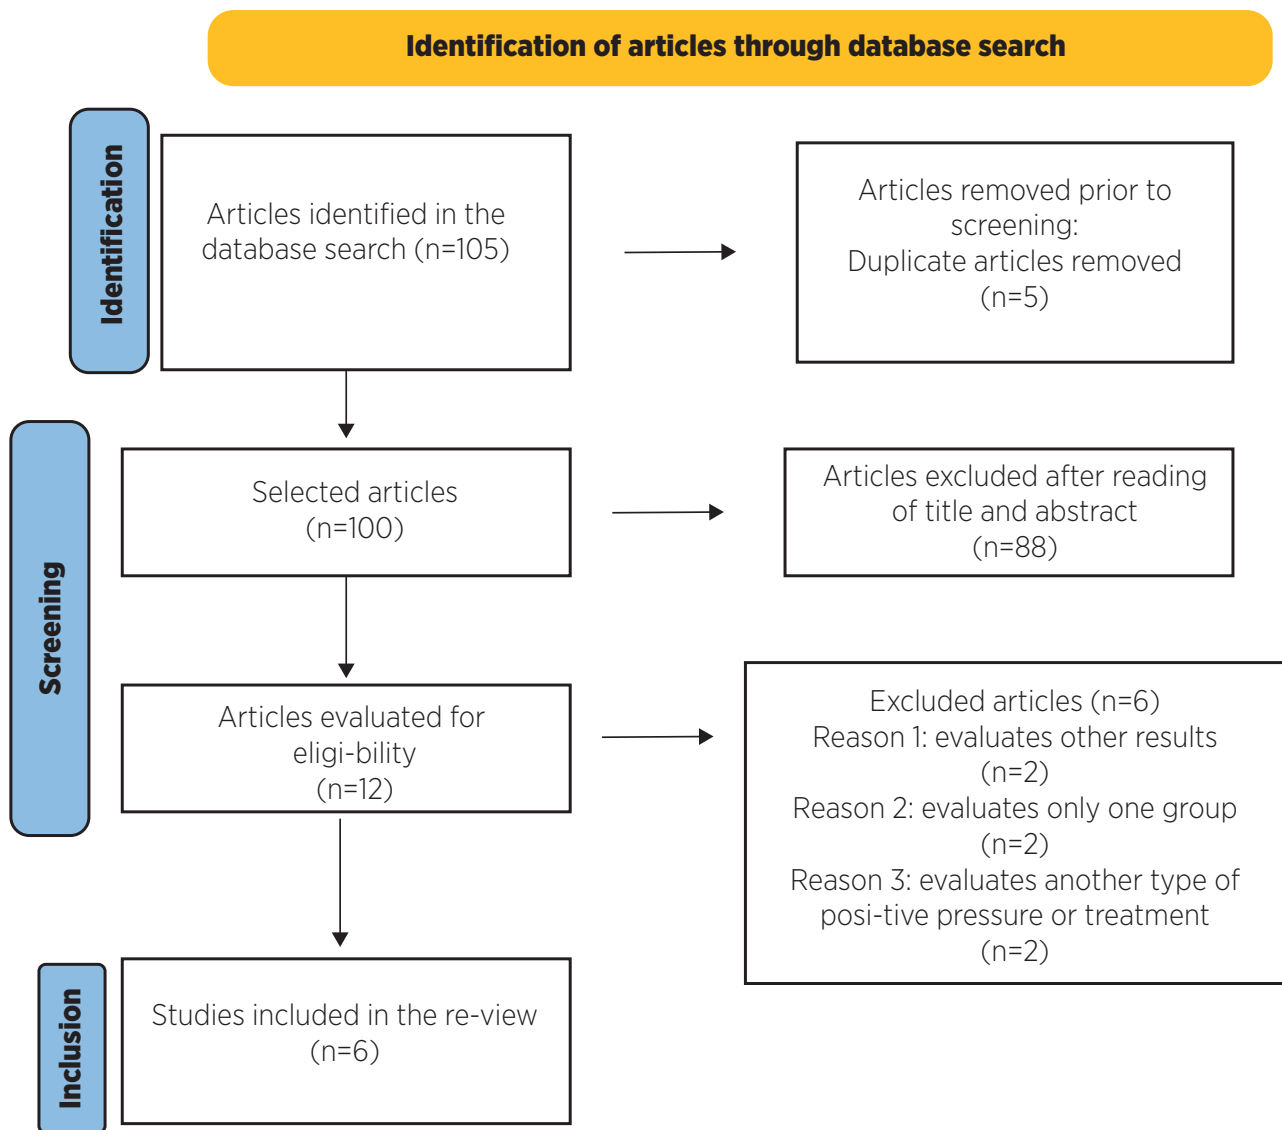 Identification of articles through database search
Identification
Articles identified in the
database search (n=105)
Articles removed prior to
screening:
Duplicate articles removed
(n=5)
Screening
Selected articles
(n=100)
Articles excluded after reading
of title and abstract
(n=88)
Articles evaluated for
eligi-bility
(n=12)
Excluded articles (n=6)
Reason 1: evaluates other results
(n=2)
Reason 2: evaluates only one group
(n=2)
Reason 3: evaluates another type of
posi-tive pressure or treatment
(n=2)
Inclusion
Studies included in the re-view
(n=6)